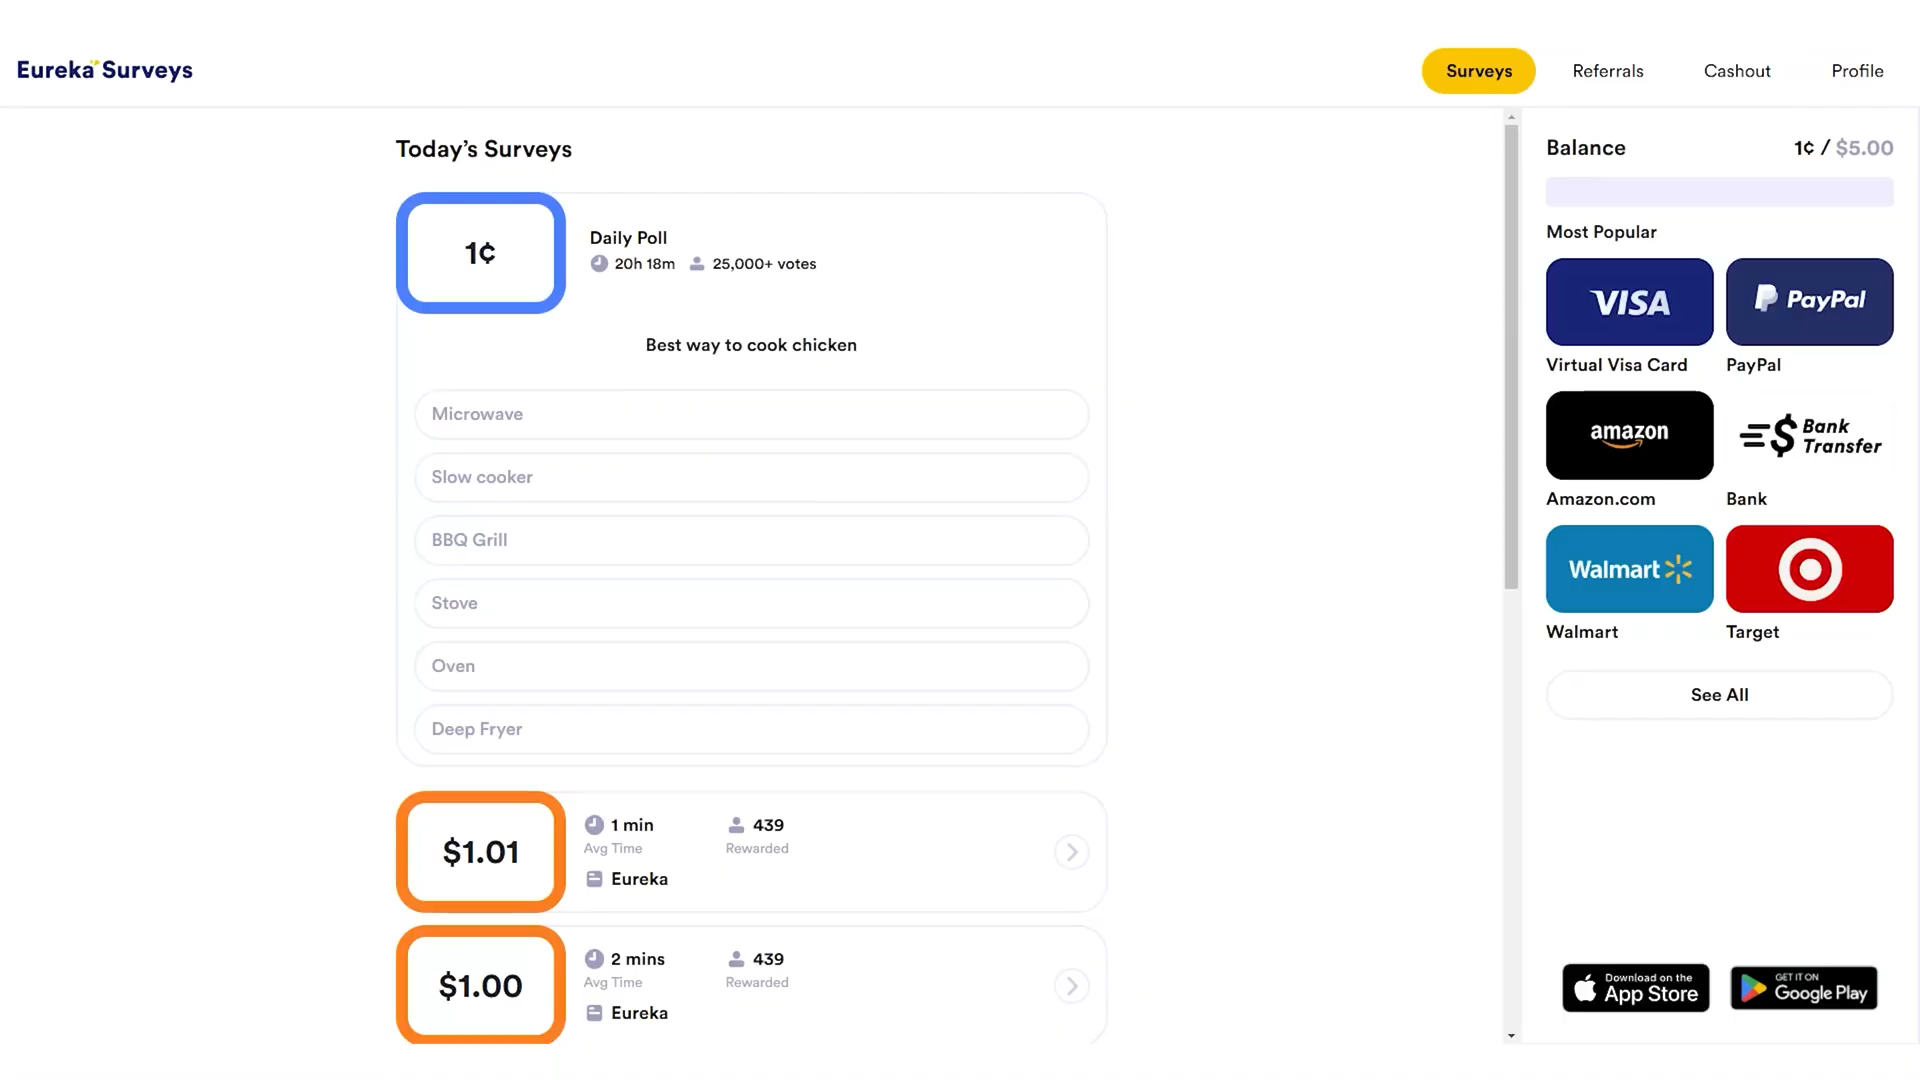 Eureka Surveys
Surveys
Referrals
Cashout
Profile
Today's Surveys
1¢
Daily Poll
20h 18m
25,000+ votes
Best way to cook chicken
Microwave
Slow cooker
BBQ Grill
Stove
Oven
Deep Fryer
$1.01
1 min
Avg Time
439
Rewarded
Eureka
$1.00
2 mins
Avg Time
439
Rewarded
Eureka
Balance
1¢ / $5.00
Most Popular
VISA
Virtual Visa Card
PayPal
PayPal
amazon
Amazon.com
Bank
Transfer
Bank
Walmart
Walmart
Target
See All
Download on the
App Store
GET IT ON
Google Play